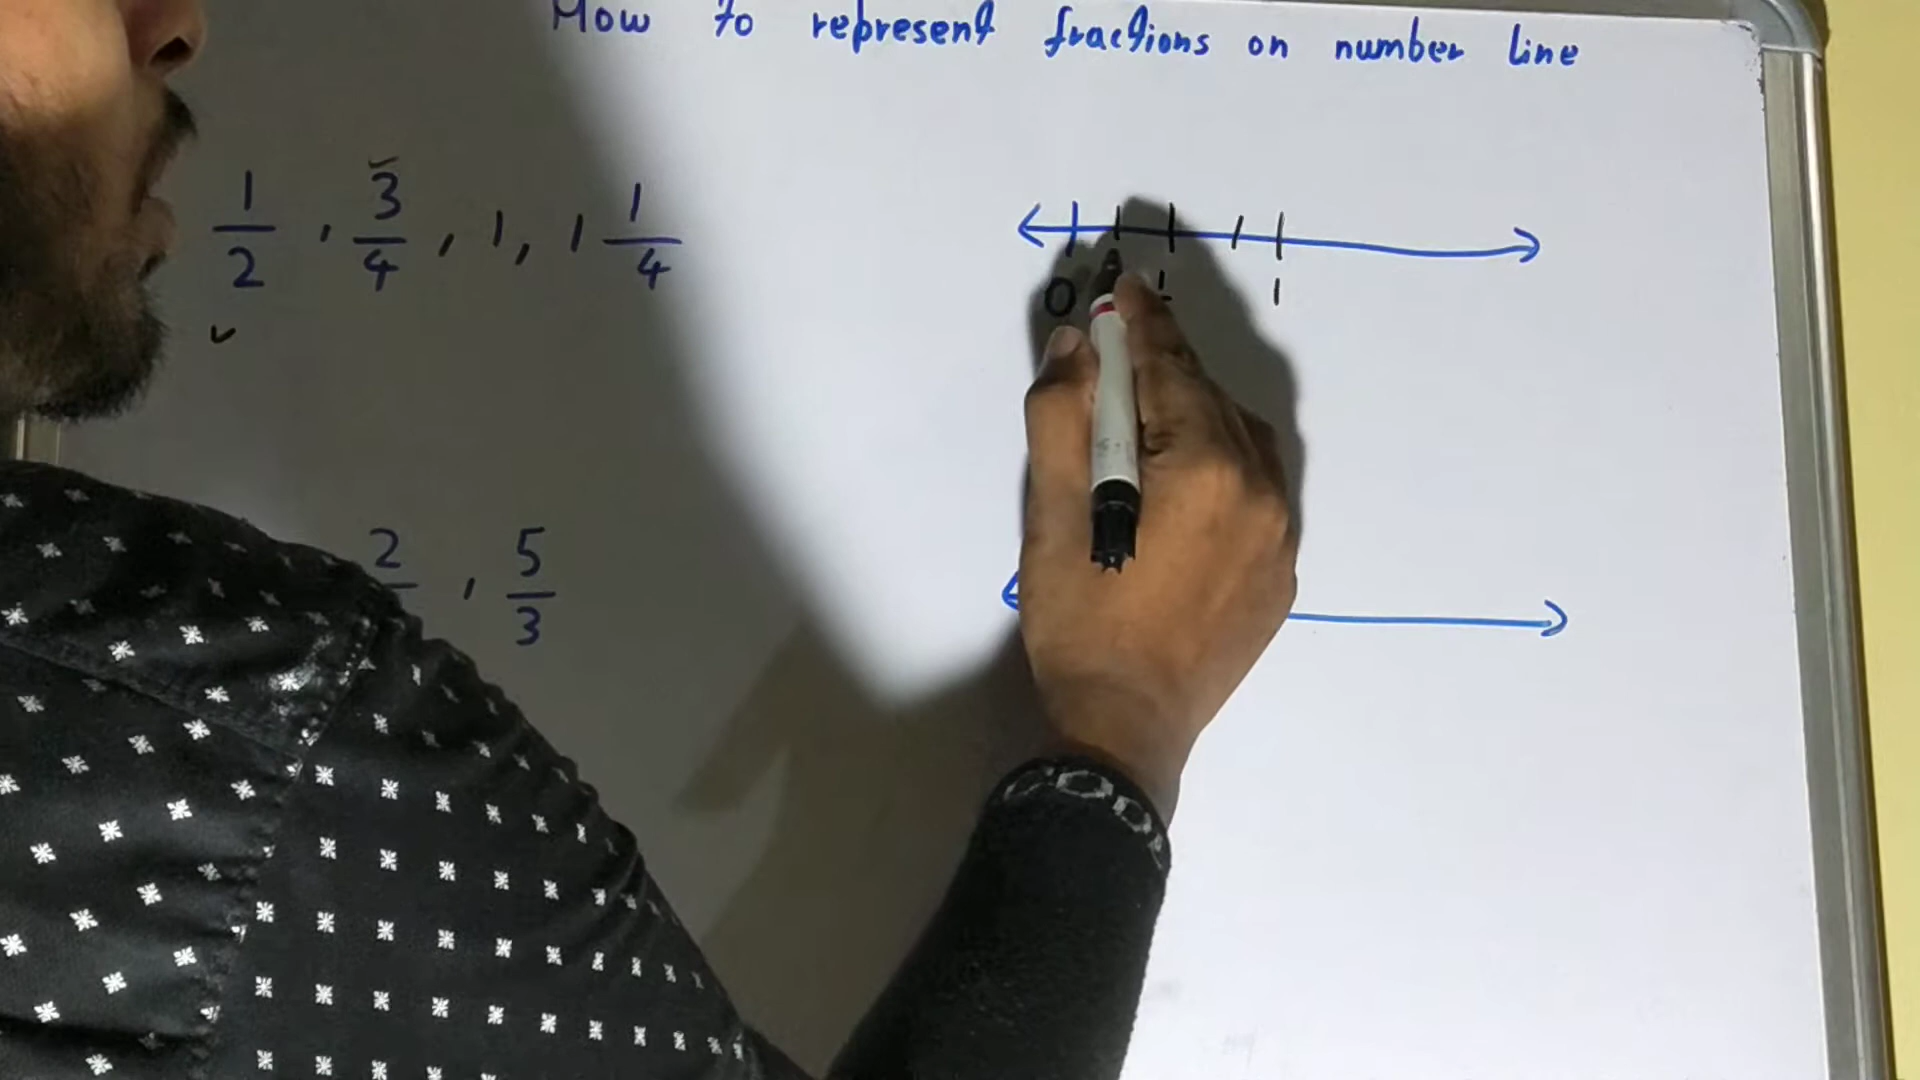 How to represent fractions on number line
1/2 , 3/4 , 1, 1 1/4
0 1
2 , 5/3